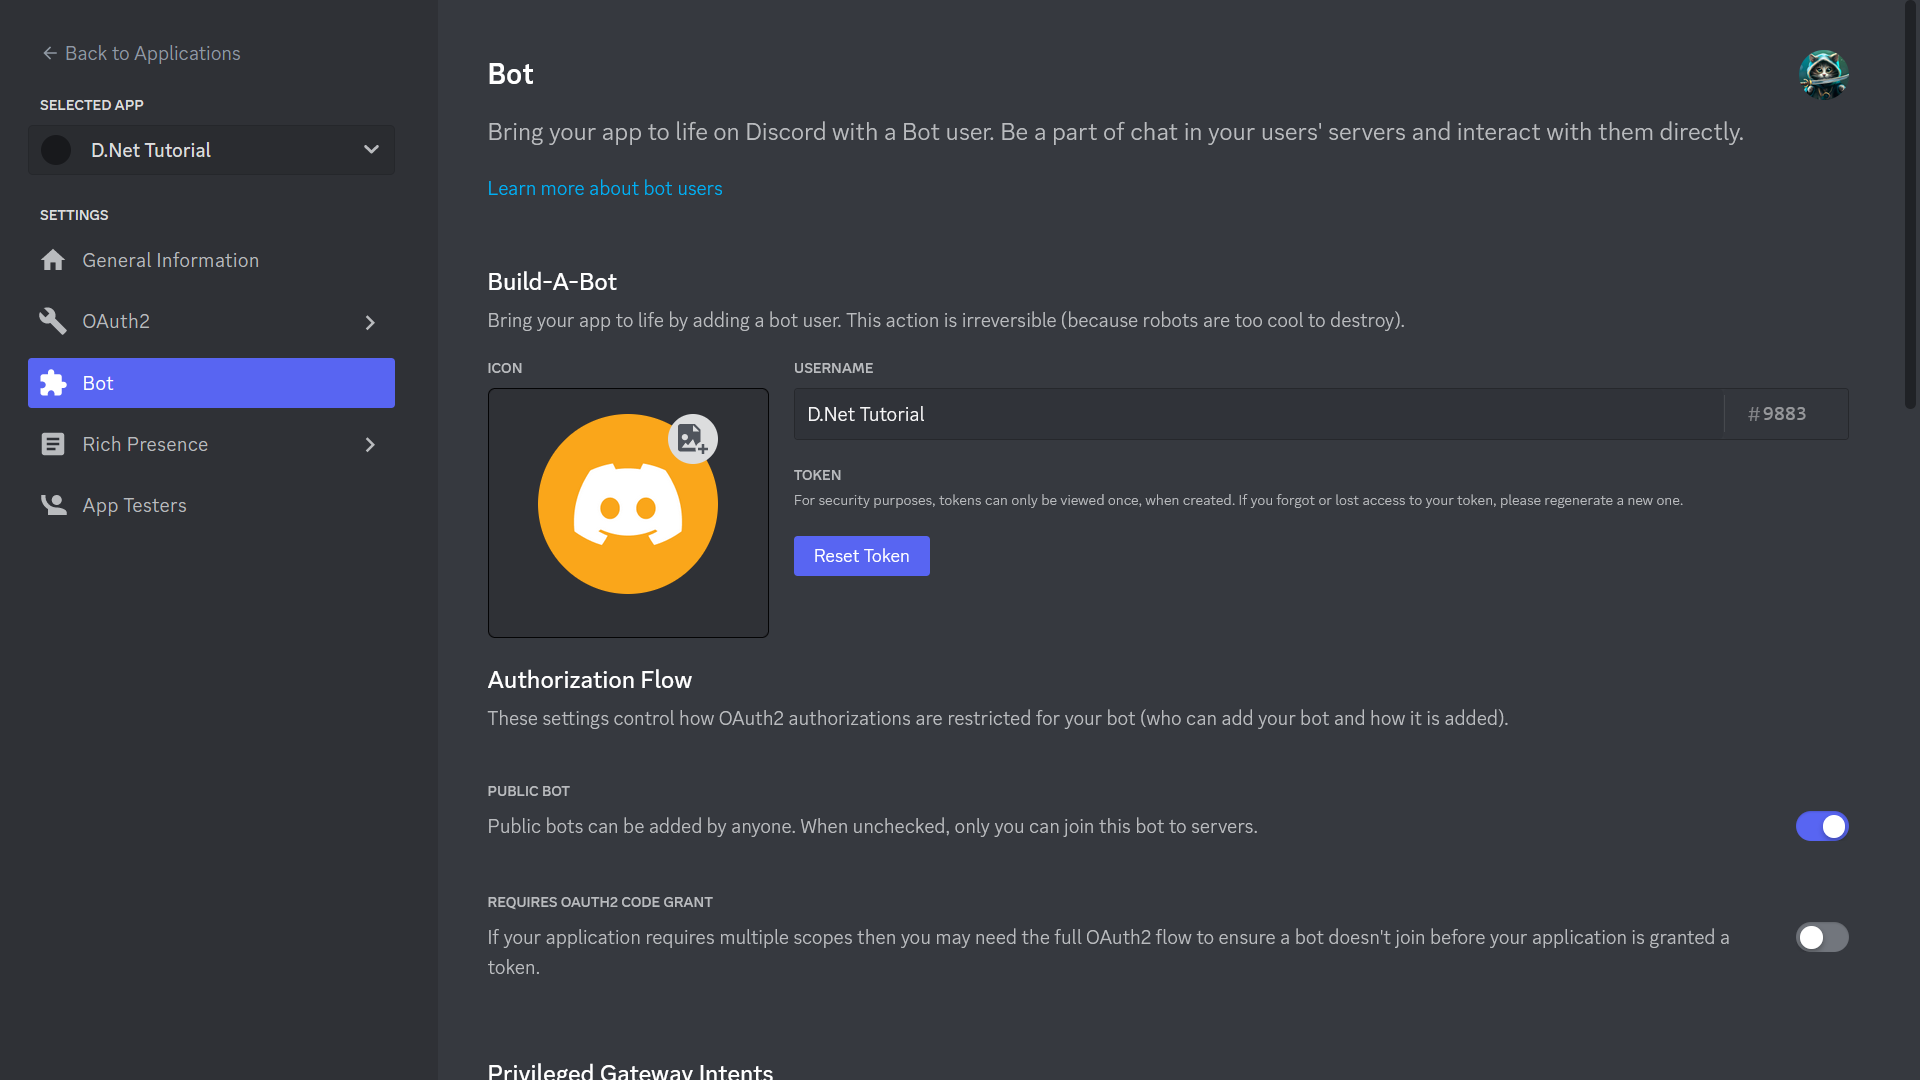 Back to Applications
SELECTED APP
D.Net Tutorial
SETTINGS
General Information
OAuth2
Bot
Rich Presence
App Testers
Bot
Bring your app to life on Discord with a Bot user. Be a part of chat in your users' servers and interact with them directly.
Learn more about bot users
Build-A-Bot
Bring your app to life by adding a bot user. This action is irreversible (because robots are too cool to destroy).
ICON
USERNAME
D.Net Tutorial
#9883
TOKEN
For security purposes, tokens can only be viewed once, when created. If you forgot or lost access to your token, please regenerate a new one.
Reset Token
Authorization Flow
These settings control how OAuth2 authorizations are restricted for your bot (who can add your bot and how it is added).
PUBLIC BOT
Public bots can be added by anyone. When unchecked, only you can join this bot to servers.
REQUIRES OAUTH2 CODE GRANT
If your application requires multiple scopes then you may need the full OAuth2 flow to ensure a bot doesn't join before your application is granted a
token.
Privileged Gateway Intents